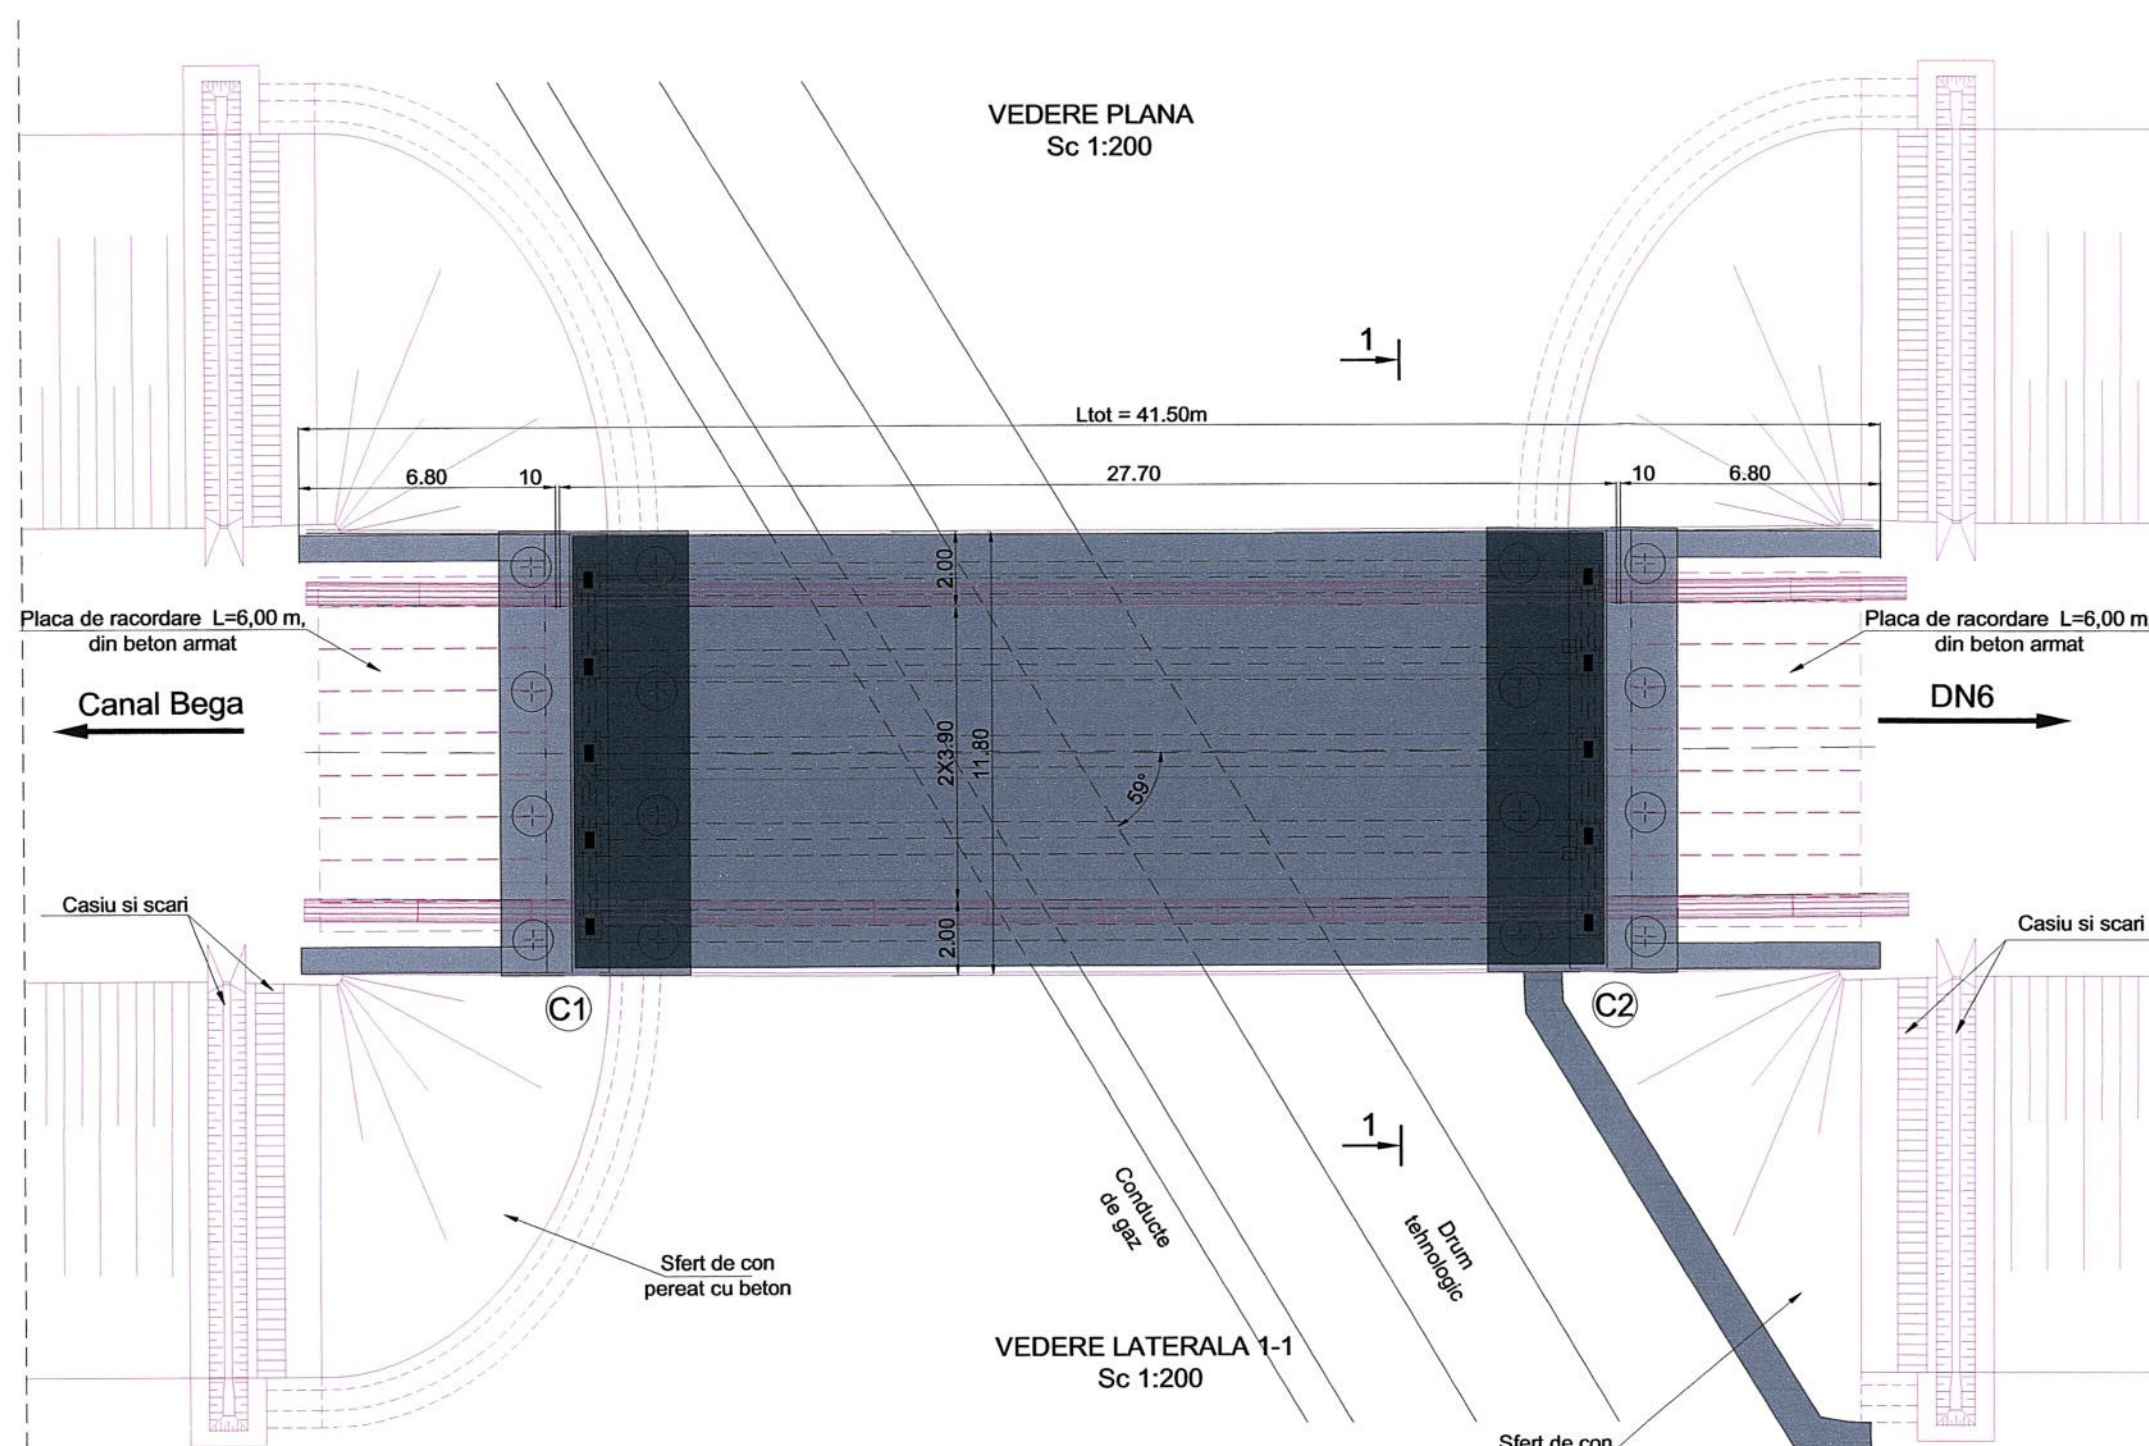 VEDERE PLANA
Sc 1:200
1
Ltot = 41.50m
6.80
10
27.70
10
6.80
2.00
Placa de racordare L=6,00 m,
din beton armat
Placa de racordare L=6,00 m,
din beton armat
Canal Bega
DN6
2X3.90
11.80
59°
Casiu si scari
2.00
Casiu si scari
C1
C2
1
Conducte
de gaz
Drum
tehnologic
Sfert de con
pereat cu beton
VEDERE LATERALA 1-1
Sc 1:200
Sfert de con